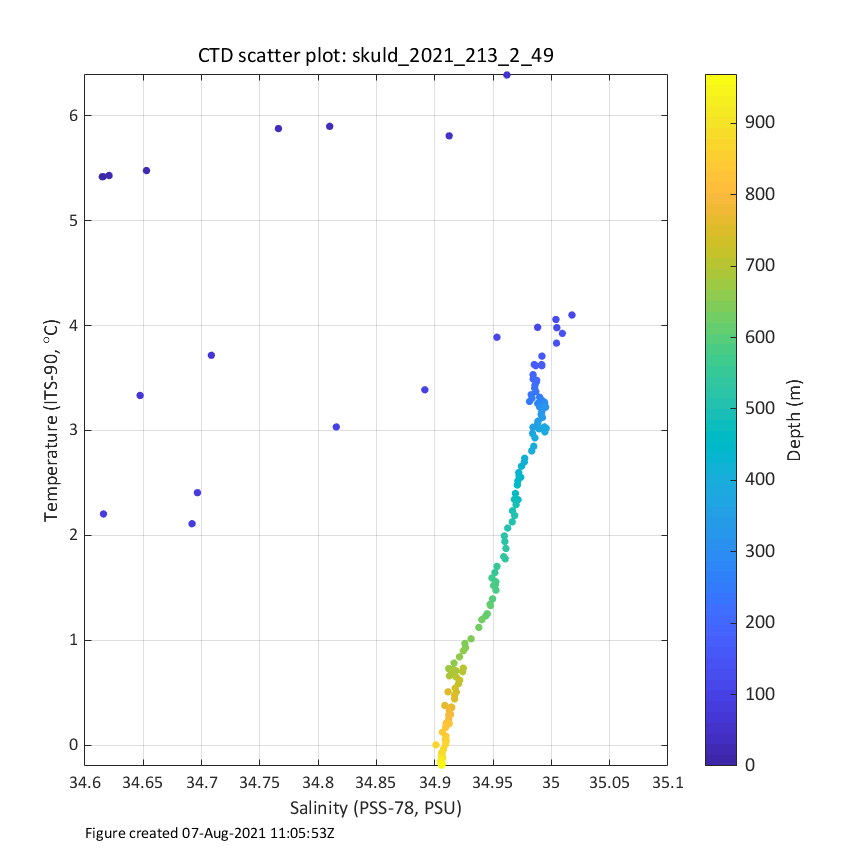 CTD scatter plot: skuld_2021_213_2_49
Temperature (ITS-90, °C)
6
5
4
3
2
1
0
34.6 34.65 34.7 34.75 34.8 34.85 34.9 34.95 35 35.05 35.1
Salinity (PSS-78, PSU)
900
800
700
600
500
400
300
200
100
0
Depth (m)
Figure created 07-Aug-2021 11:05:53Z